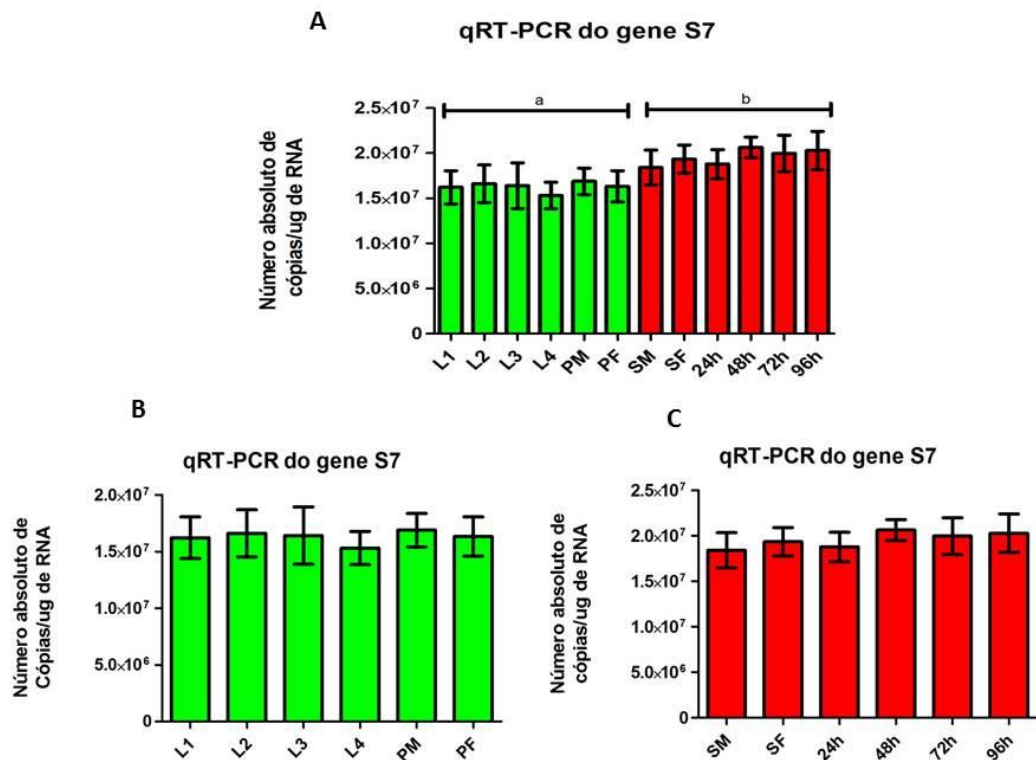 A
qRT-PCR do gene S7
a
b
2.5×10⁷
2.0×10⁷
1.5×10⁷
1.0×10⁷
5.0×10⁶
0
Número absoluto de
cópias/ug de RNA
L1 L2 L3 L4 PM PF SM SF 24h 48h 72h 96h
B
qRT-PCR do gene S7
2.0×10⁷
1.5×10⁷
1.0×10⁷
5.0×10⁶
0
Número absoluto de
Cópias/ug de RNA
L1 L2 L3 L4 PM PF
C
qRT-PCR do gene S7
2.5×10⁷
2.0×10⁷
1.5×10⁷
1.0×10⁷
5.0×10⁶
0
Número absoluto de
cópias/ug de RNA
SM SF 24h 48h 72h 96h